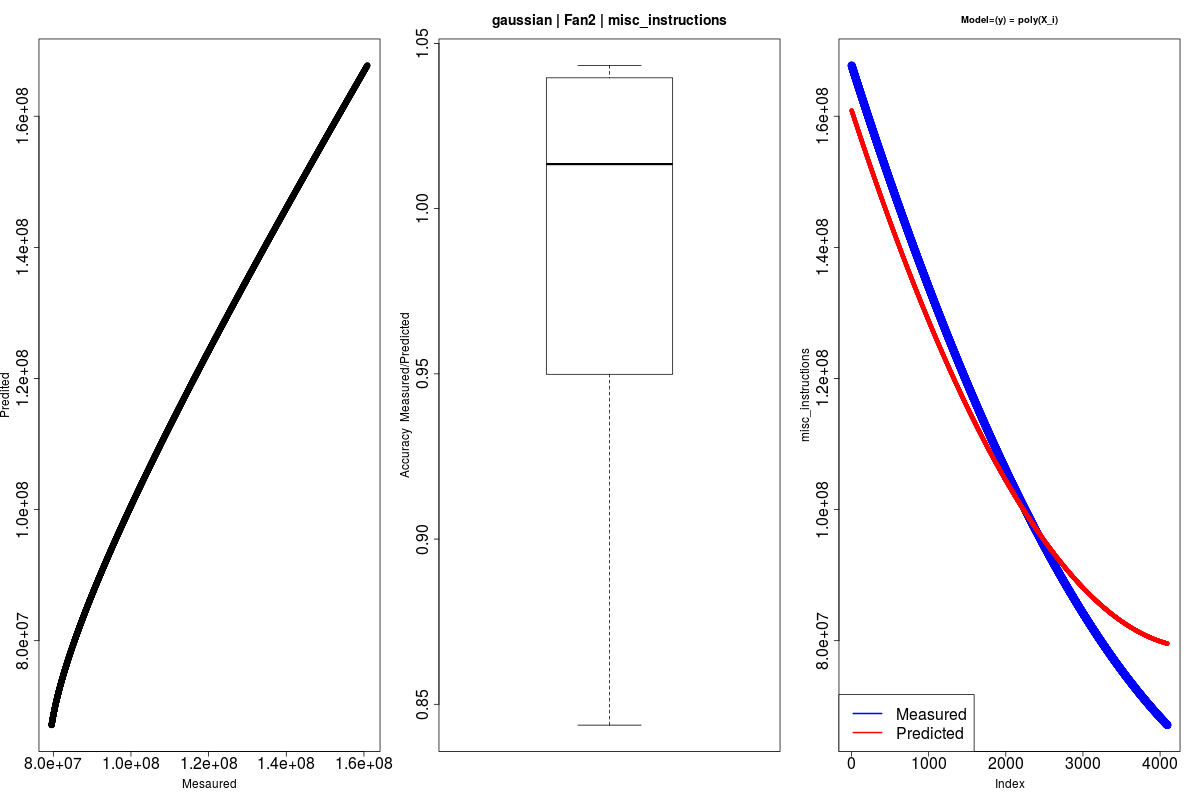 Predited
8.0e+07 1.0e+08 1.2e+08 1.4e+08 1.6e+08
8.0e+07 1.0e+08 1.2e+08 1.4e+08 1.6e+08
Mesaured
gaussian | Fan2 | misc_instructions
Accuracy Measured/Predicted
0.85 0.90 0.95 1.00 1.05
Model=(y) = poly(X_i)
misc_instructions
8.0e+07 1.0e+08 1.2e+08 1.4e+08 1.6e+08
Measured
Predicted
0 1000 2000 3000 4000
Index